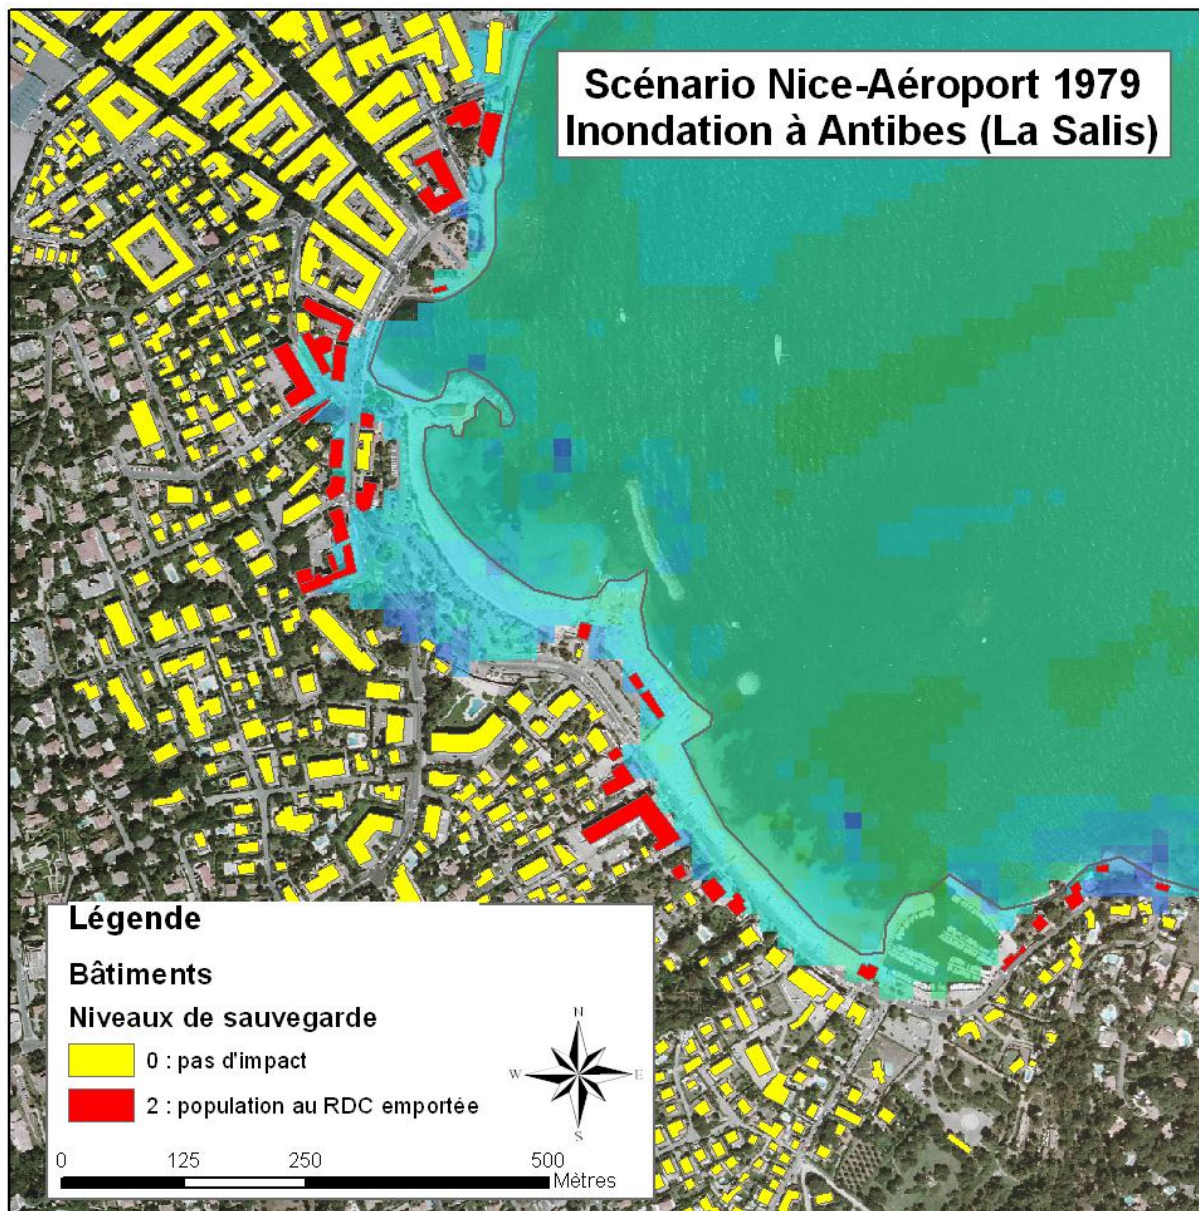 Scénario Nice-Aéroport 1979
Inondation à Antibes (La Salis)
Légende
Bâtiments
Niveaux de sauvegarde
0 : pas d'impact
2 : population au RDC emportée
N
W
E
S
0 125 250 500
Mètres